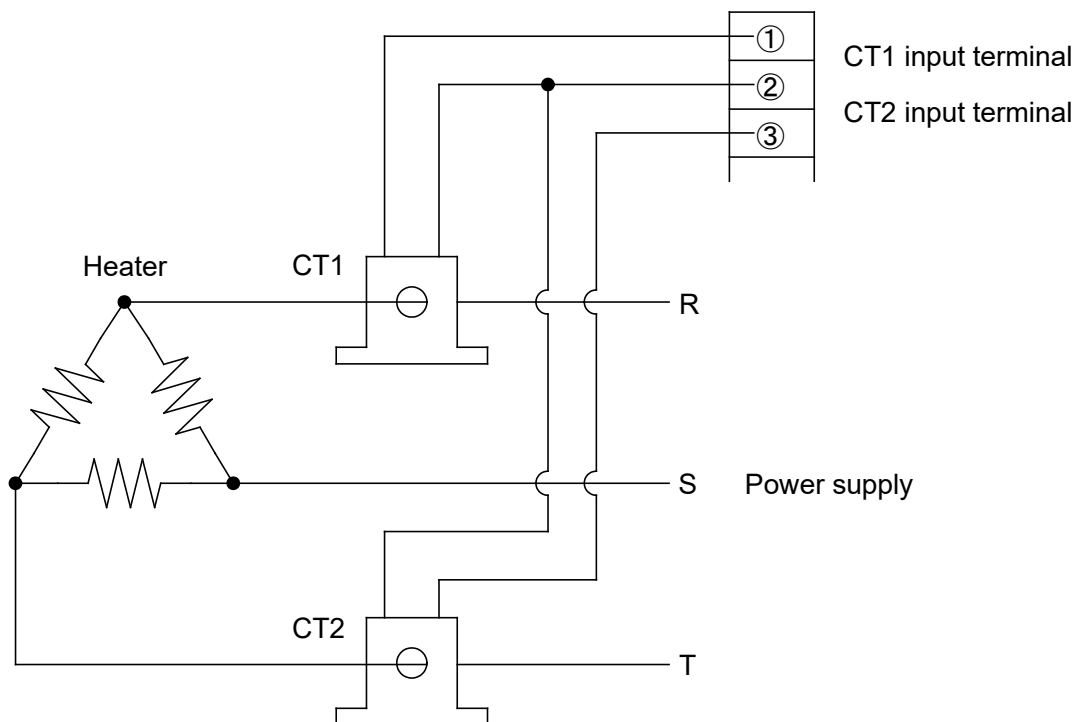 ①
CT1 input terminal
②
CT2 input terminal
③
Heater
CT1
R
S
Power supply
CT2
T